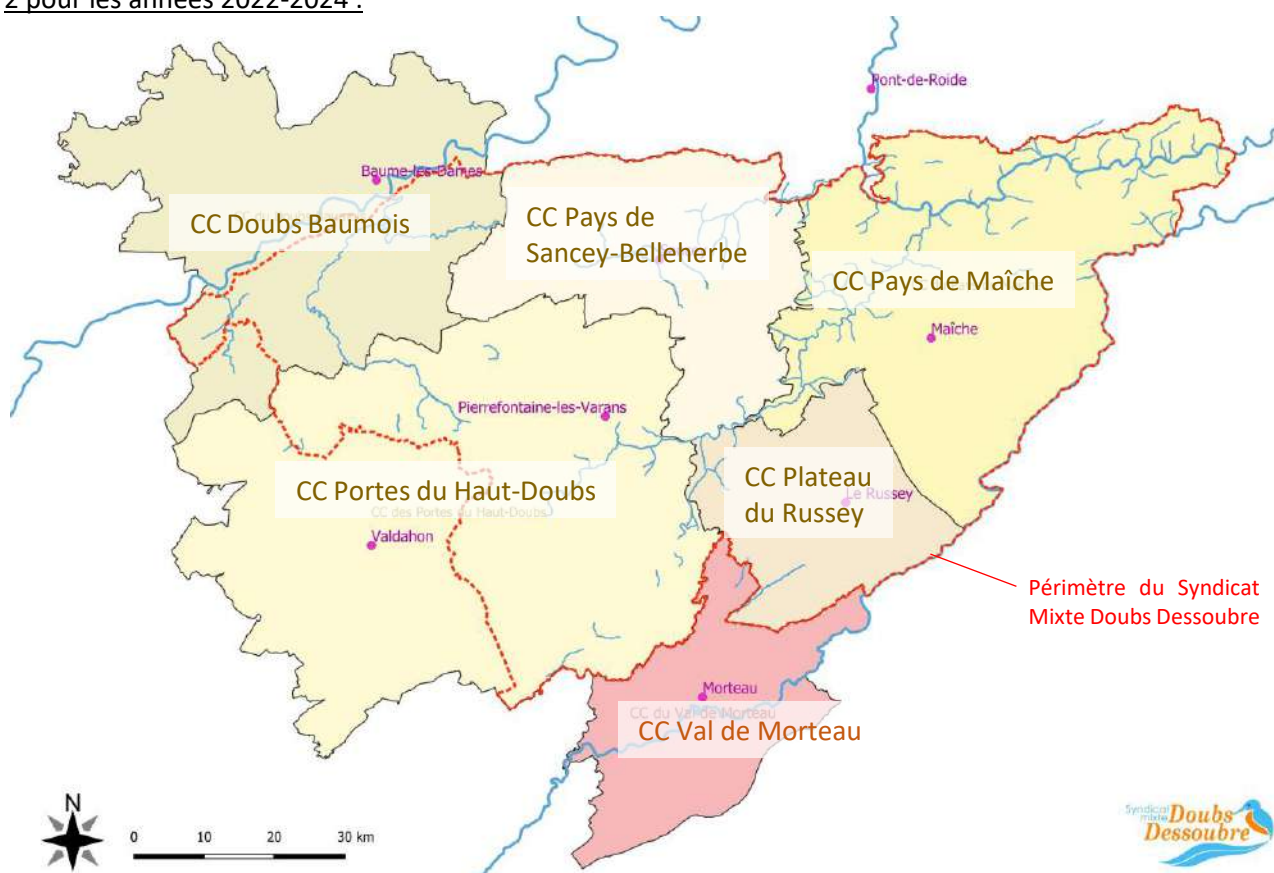 2 pour les années 2022-2024 :
Pont-de-Roide
Baume-les-Dames
CC Doubs Baumois
CC Pays de
Sancey-Belleherbe
CC Pays de Maîche
Maîche
Pierrefontaine-les-Varans
CC Portes du Haut-Doubs
CC des Portes du Haut-Doubs
CC Plateau
du Russey
Le Russey
Valdahon
Périmètre du Syndicat
Mixte Doubs Dessoubre
Morteau
CC du Val de Morteau
CC Val de Morteau
N
0 10 20 30 km
Syndicat
mixte Doubs
Dessoubre